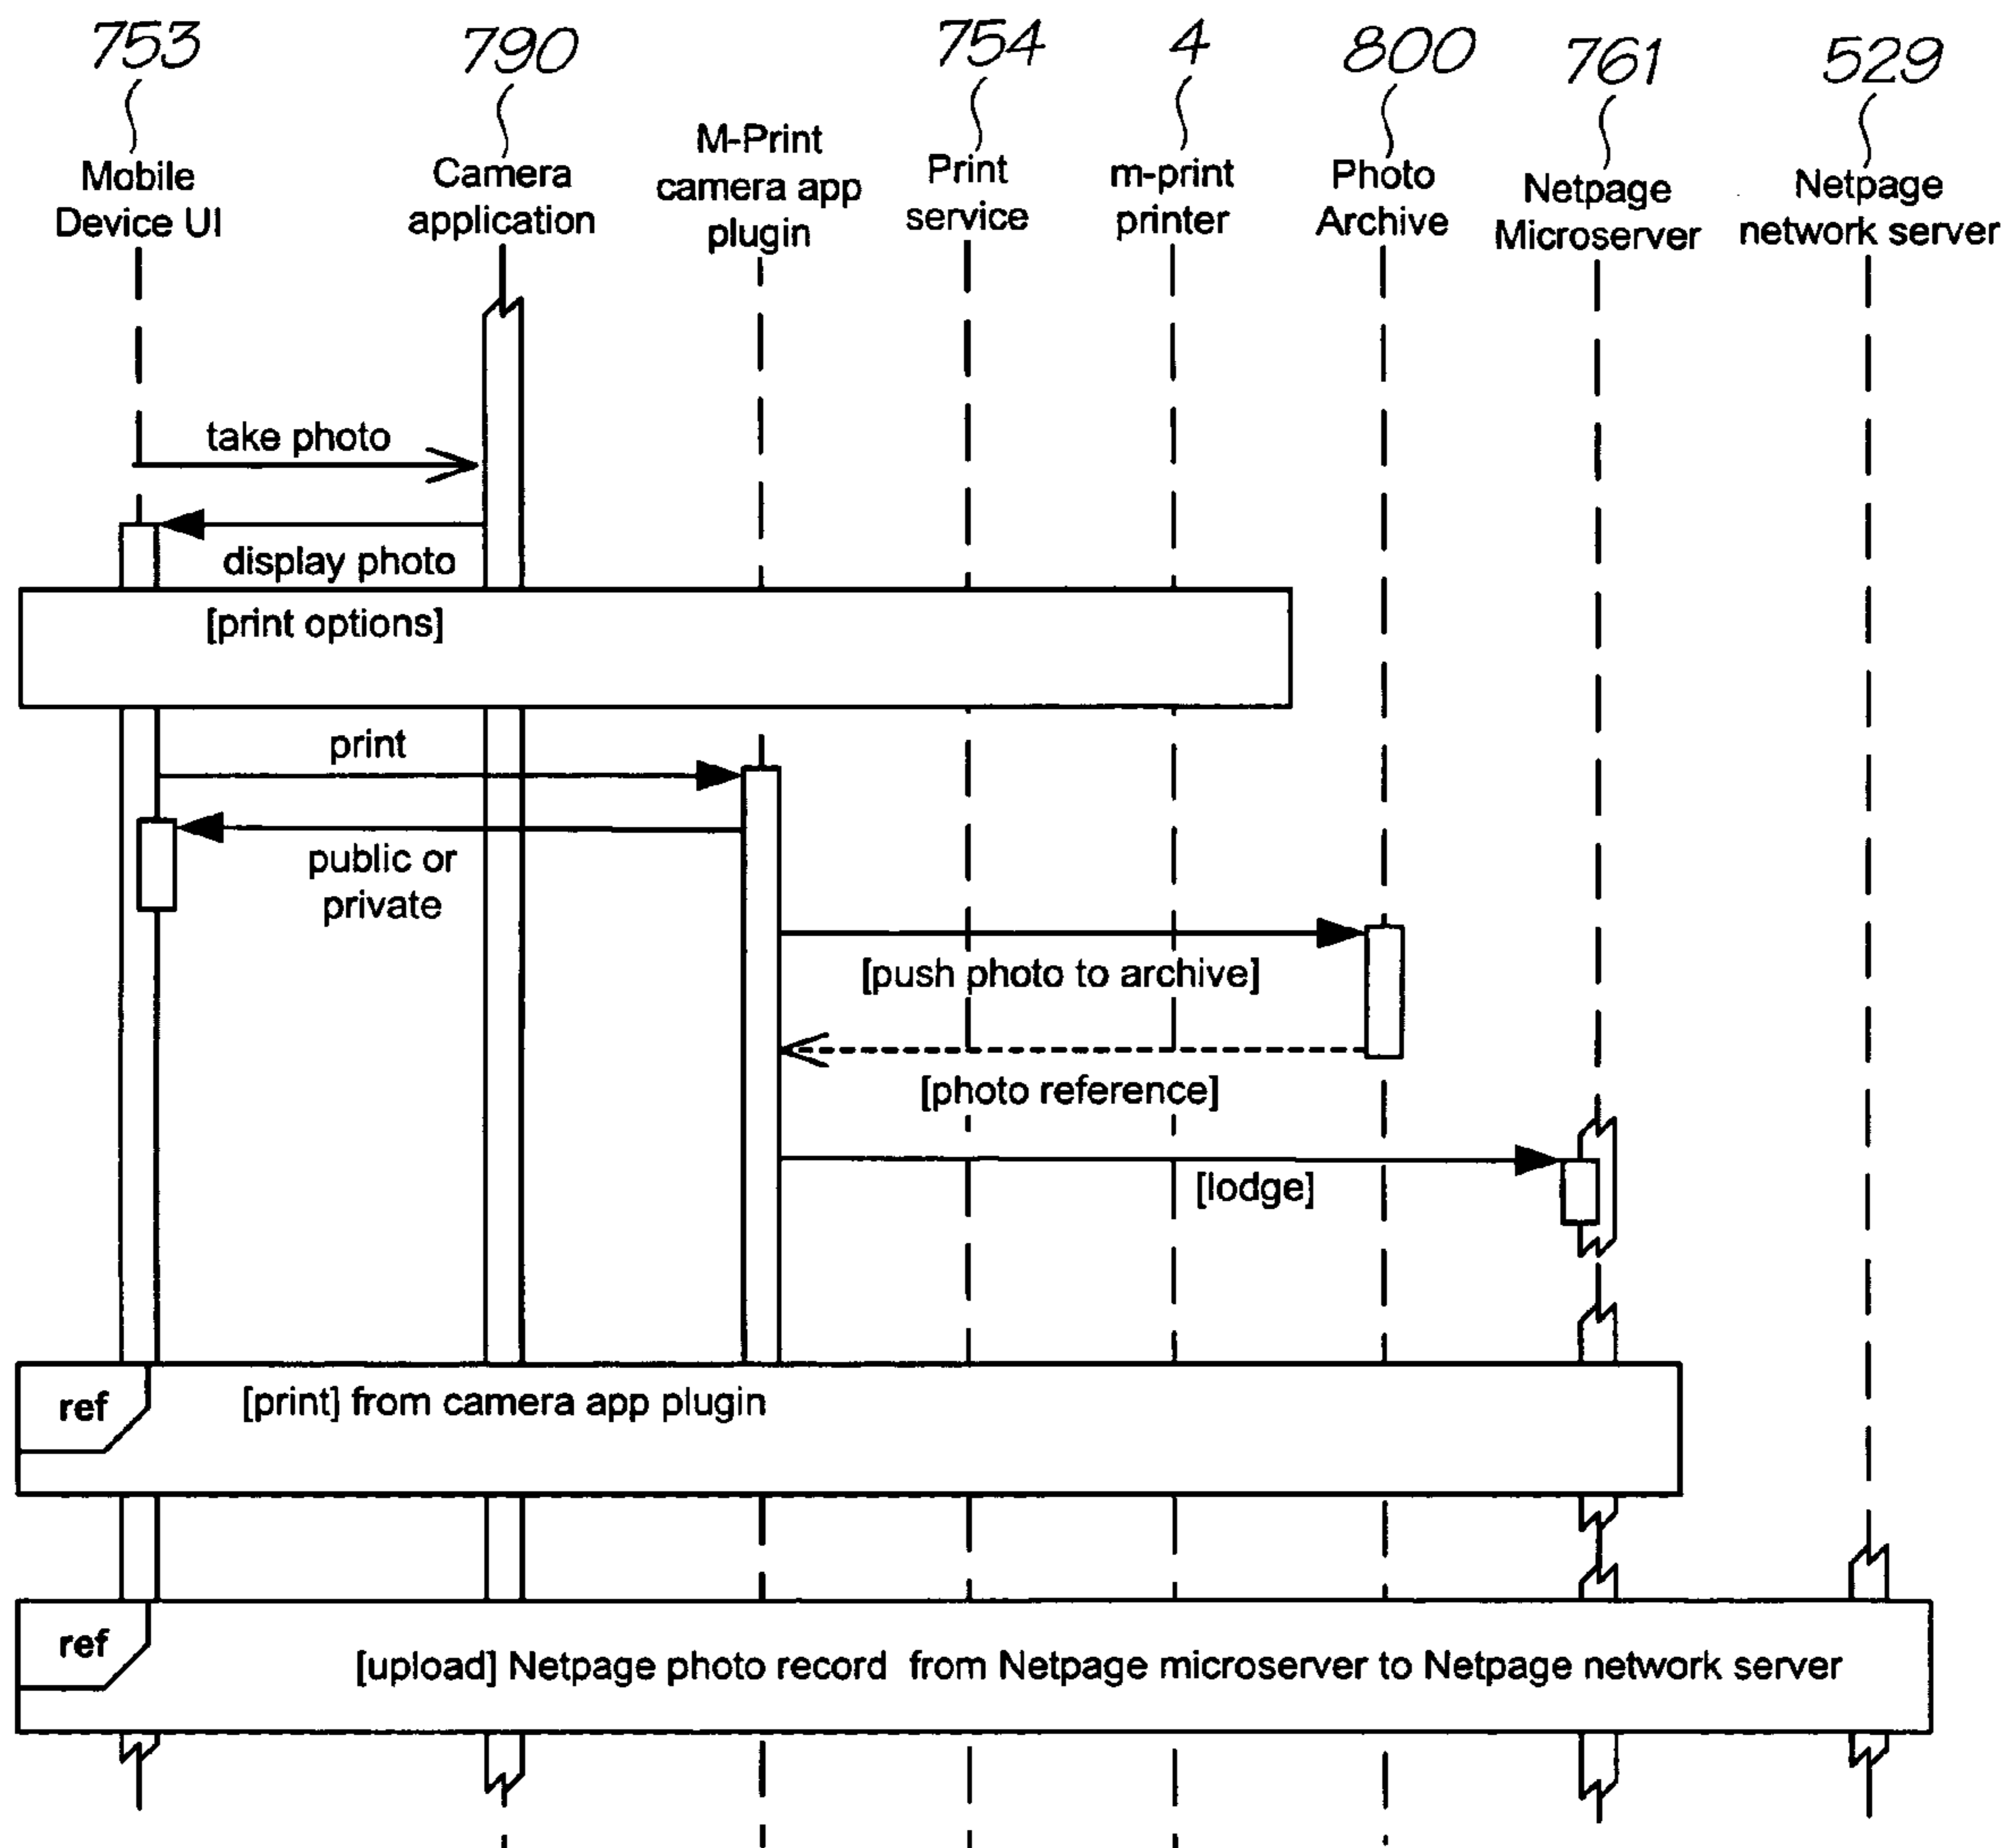 753 790 754 4 800 761 529
Mobile
Device UI
Camera
application
M-Print
camera app
plugin
Print
service
m-print
printer
Photo
Archive
Netpage
Microserver
Netpage
network server
take photo
display photo
[print options]
print
public or
private
[push photo to archive]
[photo reference]
[lodge]
ref [print] from camera app plugin
ref
[upload] Netpage photo record from Netpage microserver to Netpage network server